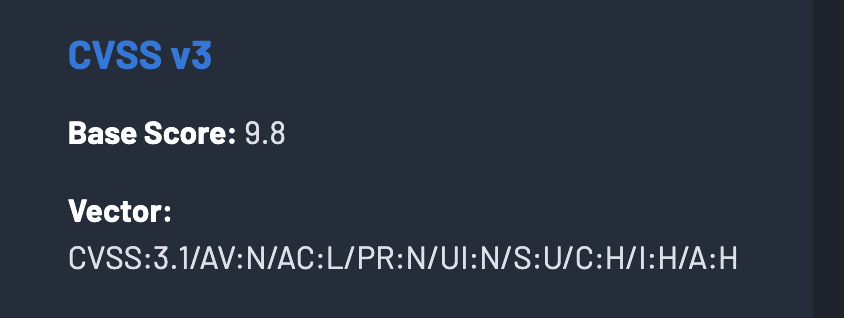 CVSS v3
Base Score: 9.8
Vector:
CVSS:3.1/AV:N/AC:L/PR:N/UI:N/S:U/C:H/I:H/A:H